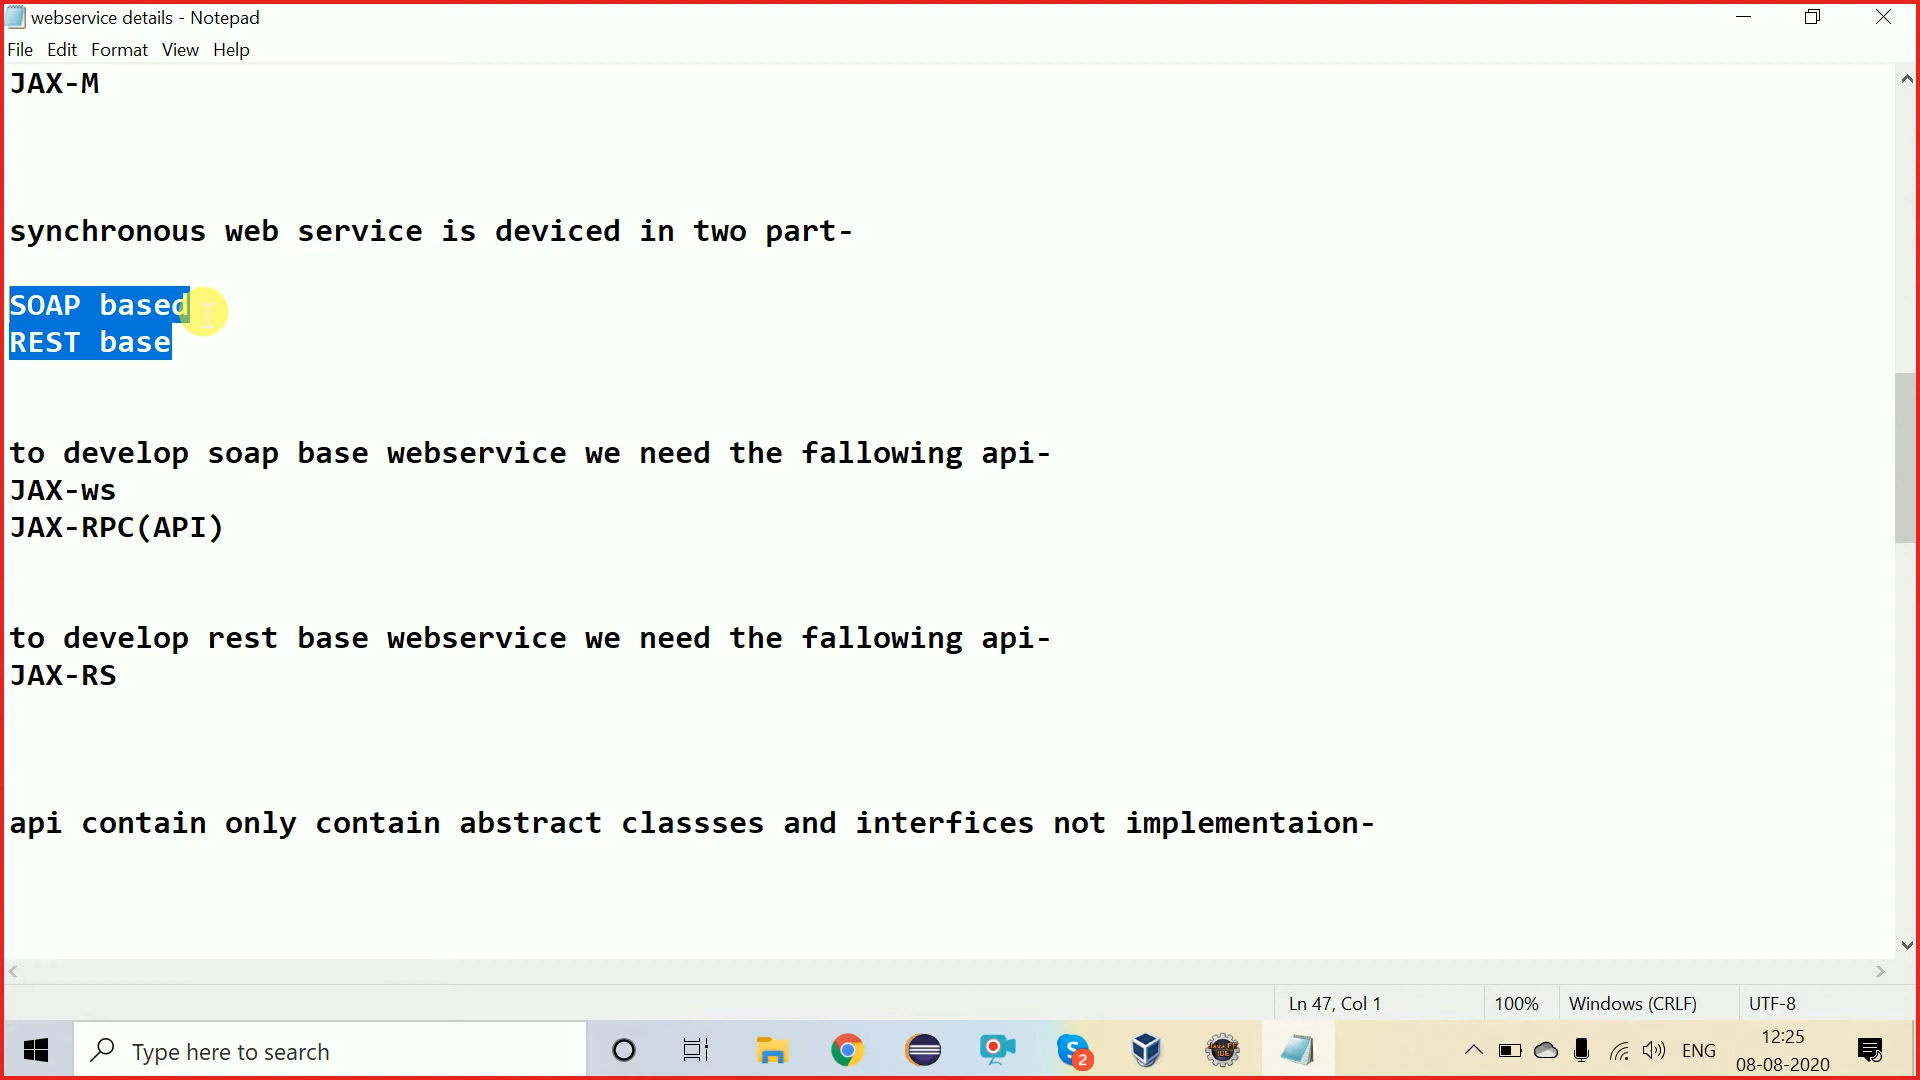 webservice details - Notepad
File Edit Format View Help
JAX-M
synchronous web service is deviced in two part-
SOAP based
REST base
to develop soap base webservice we need the fallowing api-
JAX-ws
JAX-RPC(API)
to develop rest base webservice we need the fallowing api-
JAX-RS
api contain only contain abstract classses and interfices not implementaion-
Ln 47, Col 1 100% Windows (CRLF) UTF-8
Type here to search
2
ENG
12:25
08-08-2020